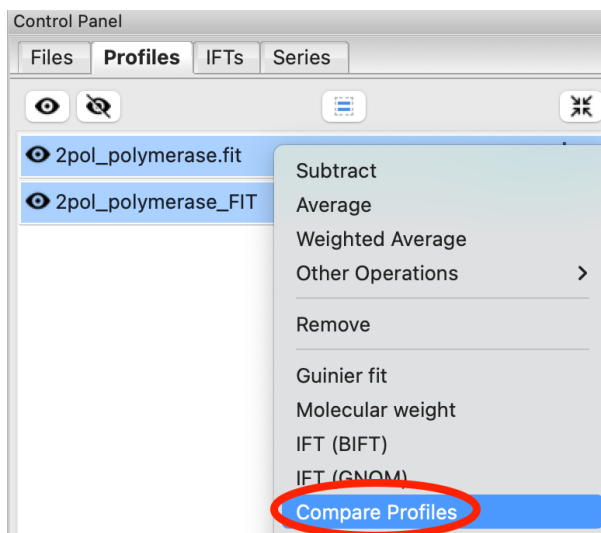 Control Panel
Files Profiles IFTs Series
2pol_polymerase.fit
2pol_polymerase_FIT
Subtract
Average
Weighted Average
Other Operations
Remove
Guinier fit
Molecular weight
IFT (BIFT)
IFT (GNOM)
Compare Profiles